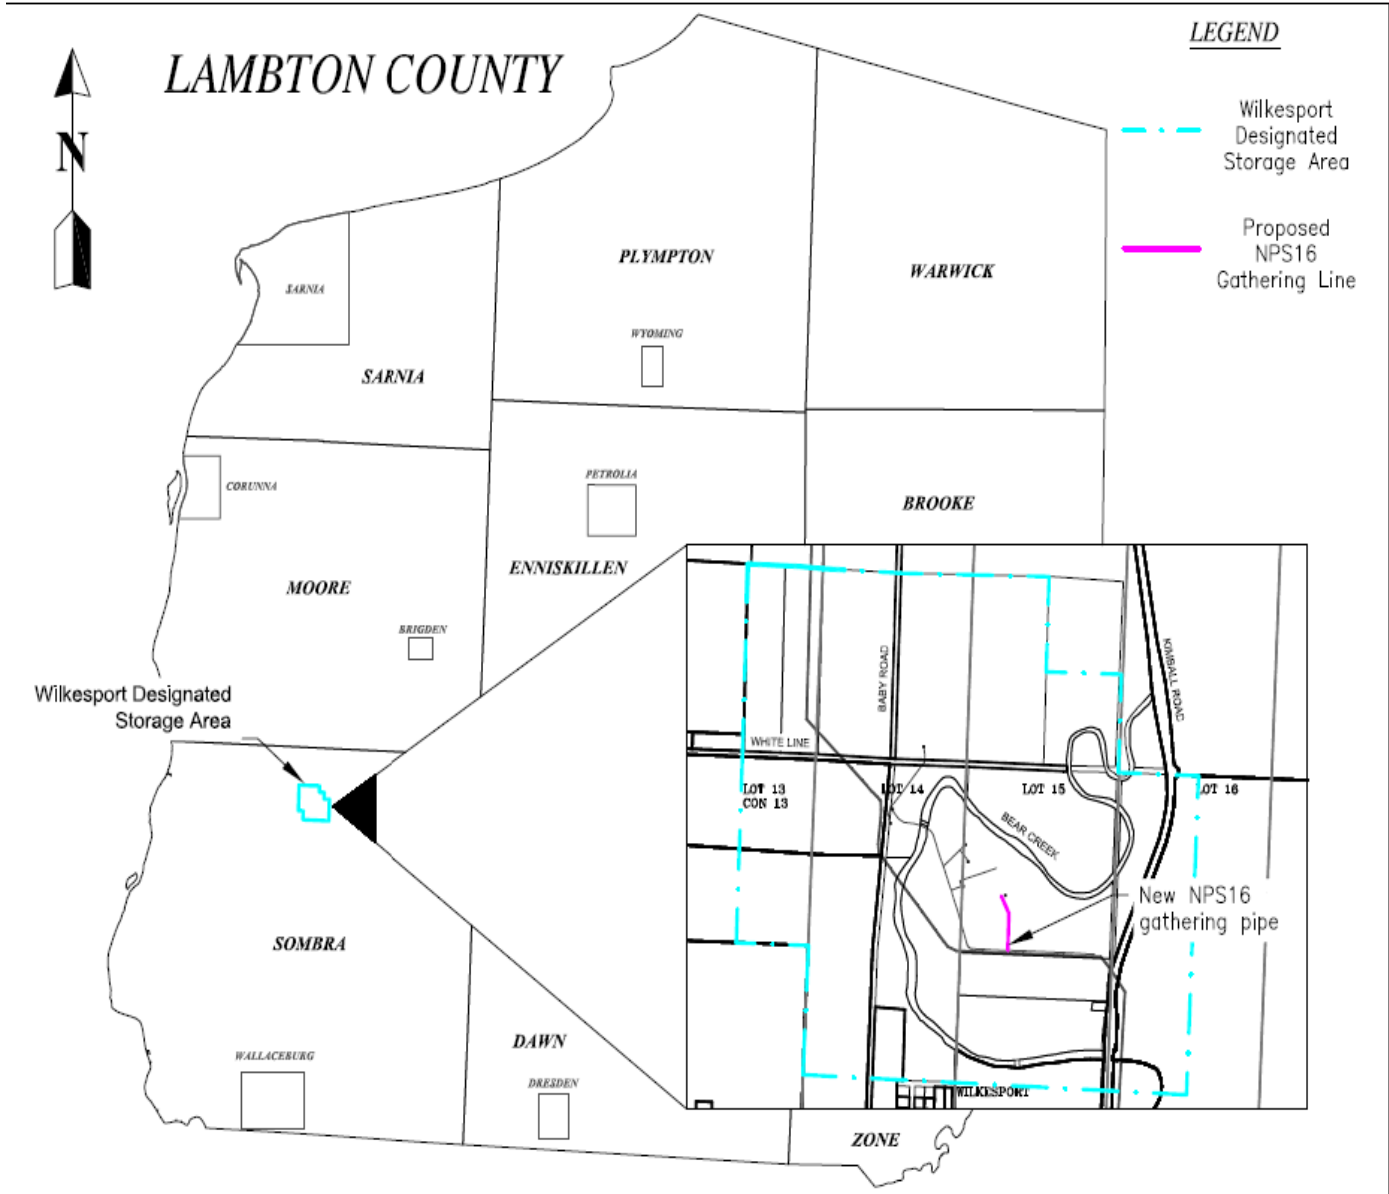 LAMBTON COUNTY
N
LEGEND
Wilkesport
Designated
Storage Area
Proposed
NPS16
Gathering Line
PLYMPTON
WARWICK
SARNIA
WYOMING
SARNIA
CORUNNA
PETROLIA
BROOKE
ENNISKILLEN
MOORE
BRIGDEN
Wilkesport Designated
Storage Area
BABY ROAD
KIMBALL ROAD
WHITE LINE
LOT 13
CON 13
LOT 14
LOT 15
LOT 16
BEAR CREEK
New NPS16
gathering pipe
SOMBRA
DAWN
WALLACEBURG
DRESDEN
WILKESPORT
ZONE